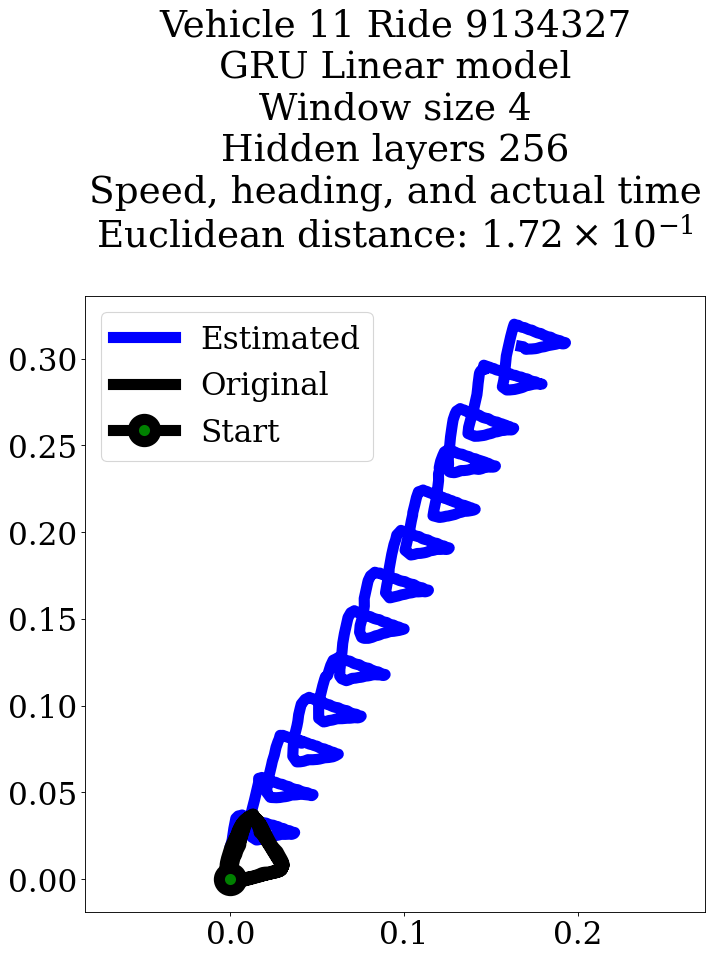 Vehicle 11 Ride 9134327
GRU Linear model
Window size 4
Hidden layers 256
Speed, heading, and actual time
Euclidean distance: 1.72 × 10⁻¹
Estimated
Original
Start
0.30
0.25
0.20
0.15
0.10
0.05
0.00
0.0 0.1 0.2